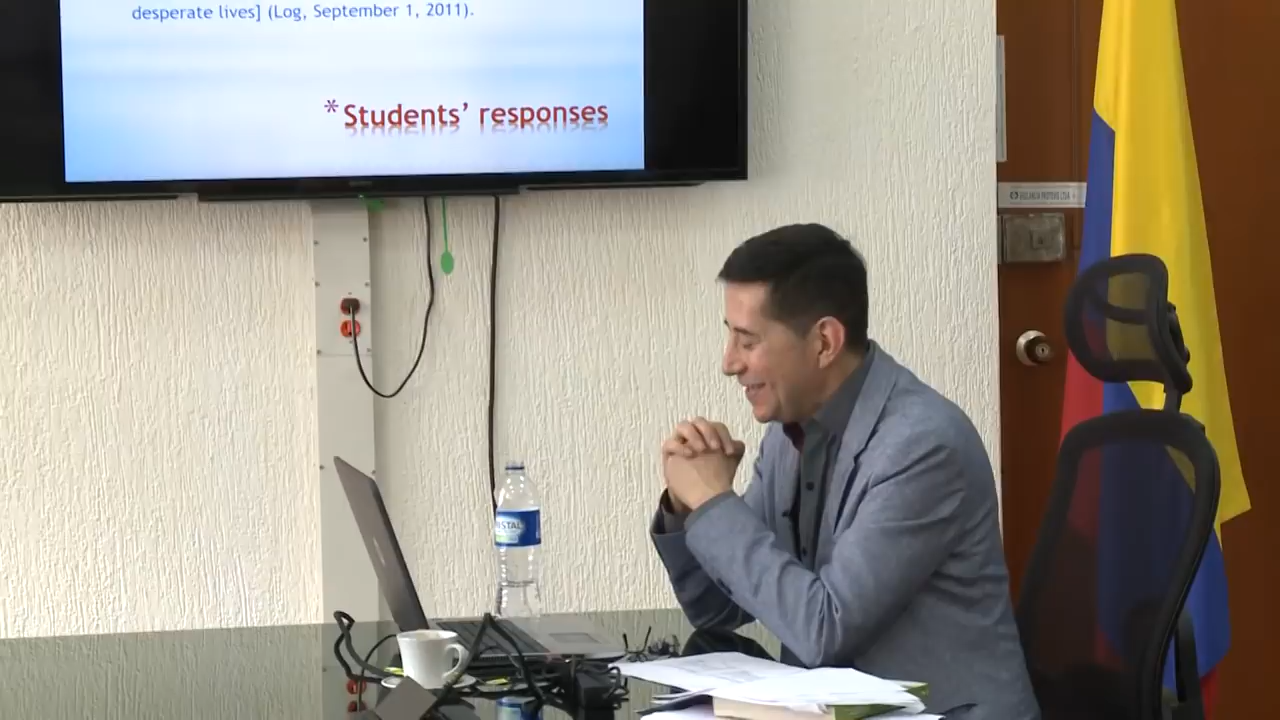 desperate lives] (Log, September 1, 2011).
*Students' responses